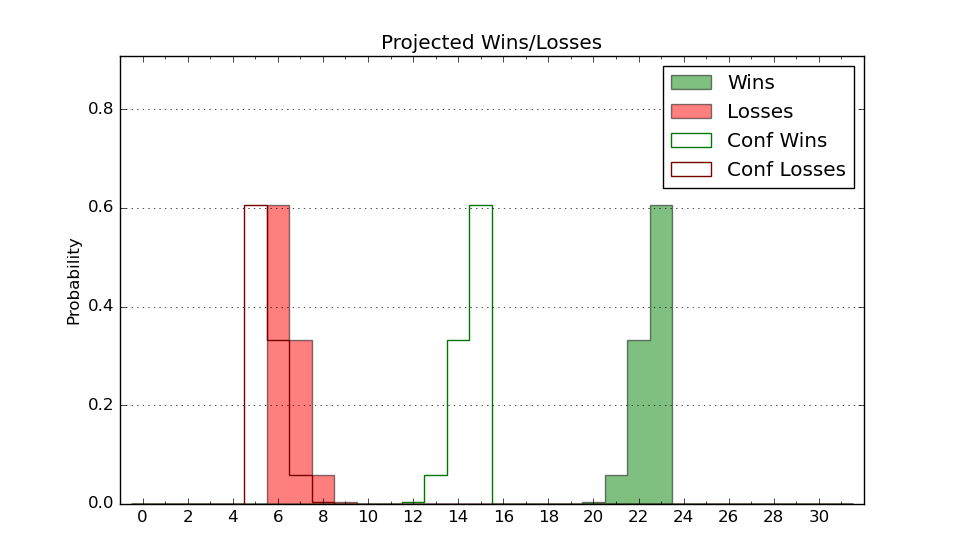 Projected Wins/Losses
Wins
Losses
Conf Wins
Conf Losses
Probability
0.8
0.6
0.4
0.2
0.0
0 2 4 6 8 10 12 14 16 18 20 22 24 26 28 30